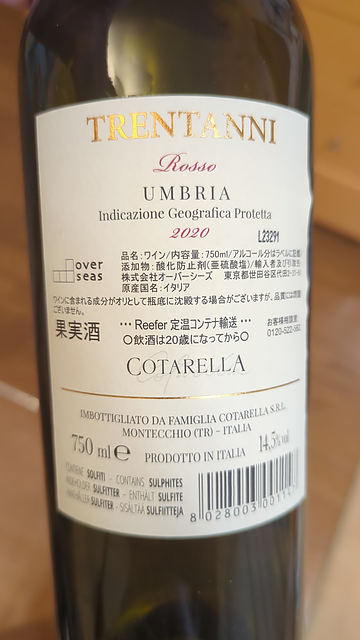 TRENTANNI
Rosso
UMBRIA
Indicazione Geografica Protetta
2020
L23291
over
seas
品名:ワイン/内容量:750ml/アルコール分はラベルに記載
添加物:酸化防止剤(亜硫酸塩)/輸入者及び引取先:
株式会社オーバーシーズ 東京都世田谷区代田2-31-
原産国名:イタリア
ワインに含まれる成分がオリとして瓶底に沈殿する場合がございますが、品質には問題
ございません。
果実酒
… Reefer 定温コンテナ輸送 …
○飲酒は20歳になってから○
お客様相談室:
0120-522-
COTARELLA
IMBOTTIGLIATO DA FAMIGLIA COTARELLA S.R.L.
MONTECCHIO (TR) - ITALIA
750 ml e PRODOTTO IN ITALIA 14,5% vol
CONTIENE SOLFITI - CONTAINS SULPHITES
INDEHOLDER SULFITTER - ENTHÄLT SULFITE
INNEHÅLLER SULFITER - SISÄLTÄÄ SULFIITTEJA
8 028003 00114